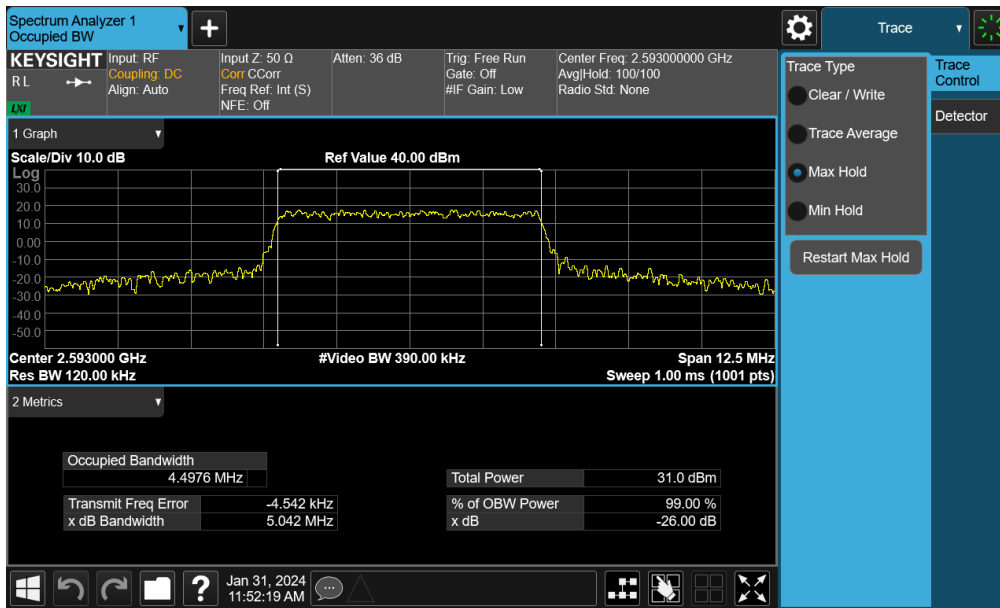 Spectrum Analyzer 1
Occupied BW
Trace
KEYSIGHT
RL
LXI
Input: RF
Coupling: DC
Align: Auto
Input Z: 50 Ω
Corr CCorr
Freq Ref: Int (S)
NFE: Off
Atten: 36 dB
Trig: Free Run
Gate: Off
#IF Gain: Low
Center Freq: 2.593000000 GHz
Avg|Hold: 100/100
Radio Std: None
Trace Type
Clear / Write
Trace Average
Max Hold
Min Hold
Restart Max Hold
Trace
Control
Detector
1 Graph
Scale/Div 10.0 dB
Ref Value 40.00 dBm
Log
30.0
20.0
10.0
0.00
-10.0
-20.0
-30.0
-40.0
-50.0
Center 2.593000 GHz
#Video BW 390.00 kHz
Span 12.5 MHz
Res BW 120.00 kHz
Sweep 1.00 ms (1001 pts)
2 Metrics
Occupied Bandwidth
4.4976 MHz
Total Power 31.0 dBm
Transmit Freq Error -4.542 kHz
% of OBW Power 99.00 %
x dB Bandwidth 5.042 MHz
x dB -26.00 dB
?
Jan 31, 2024
11:52:19 AM